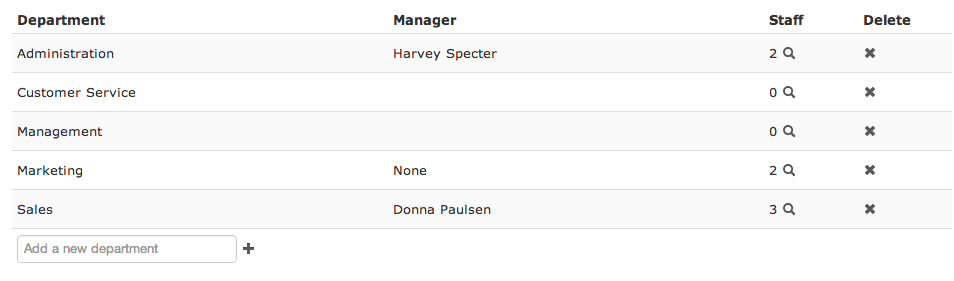 Department Manager Staff Delete
Administration Harvey Specter 2
Customer Service 0
Management 0
Marketing None 2
Sales Donna Paulsen 3
Add a new department